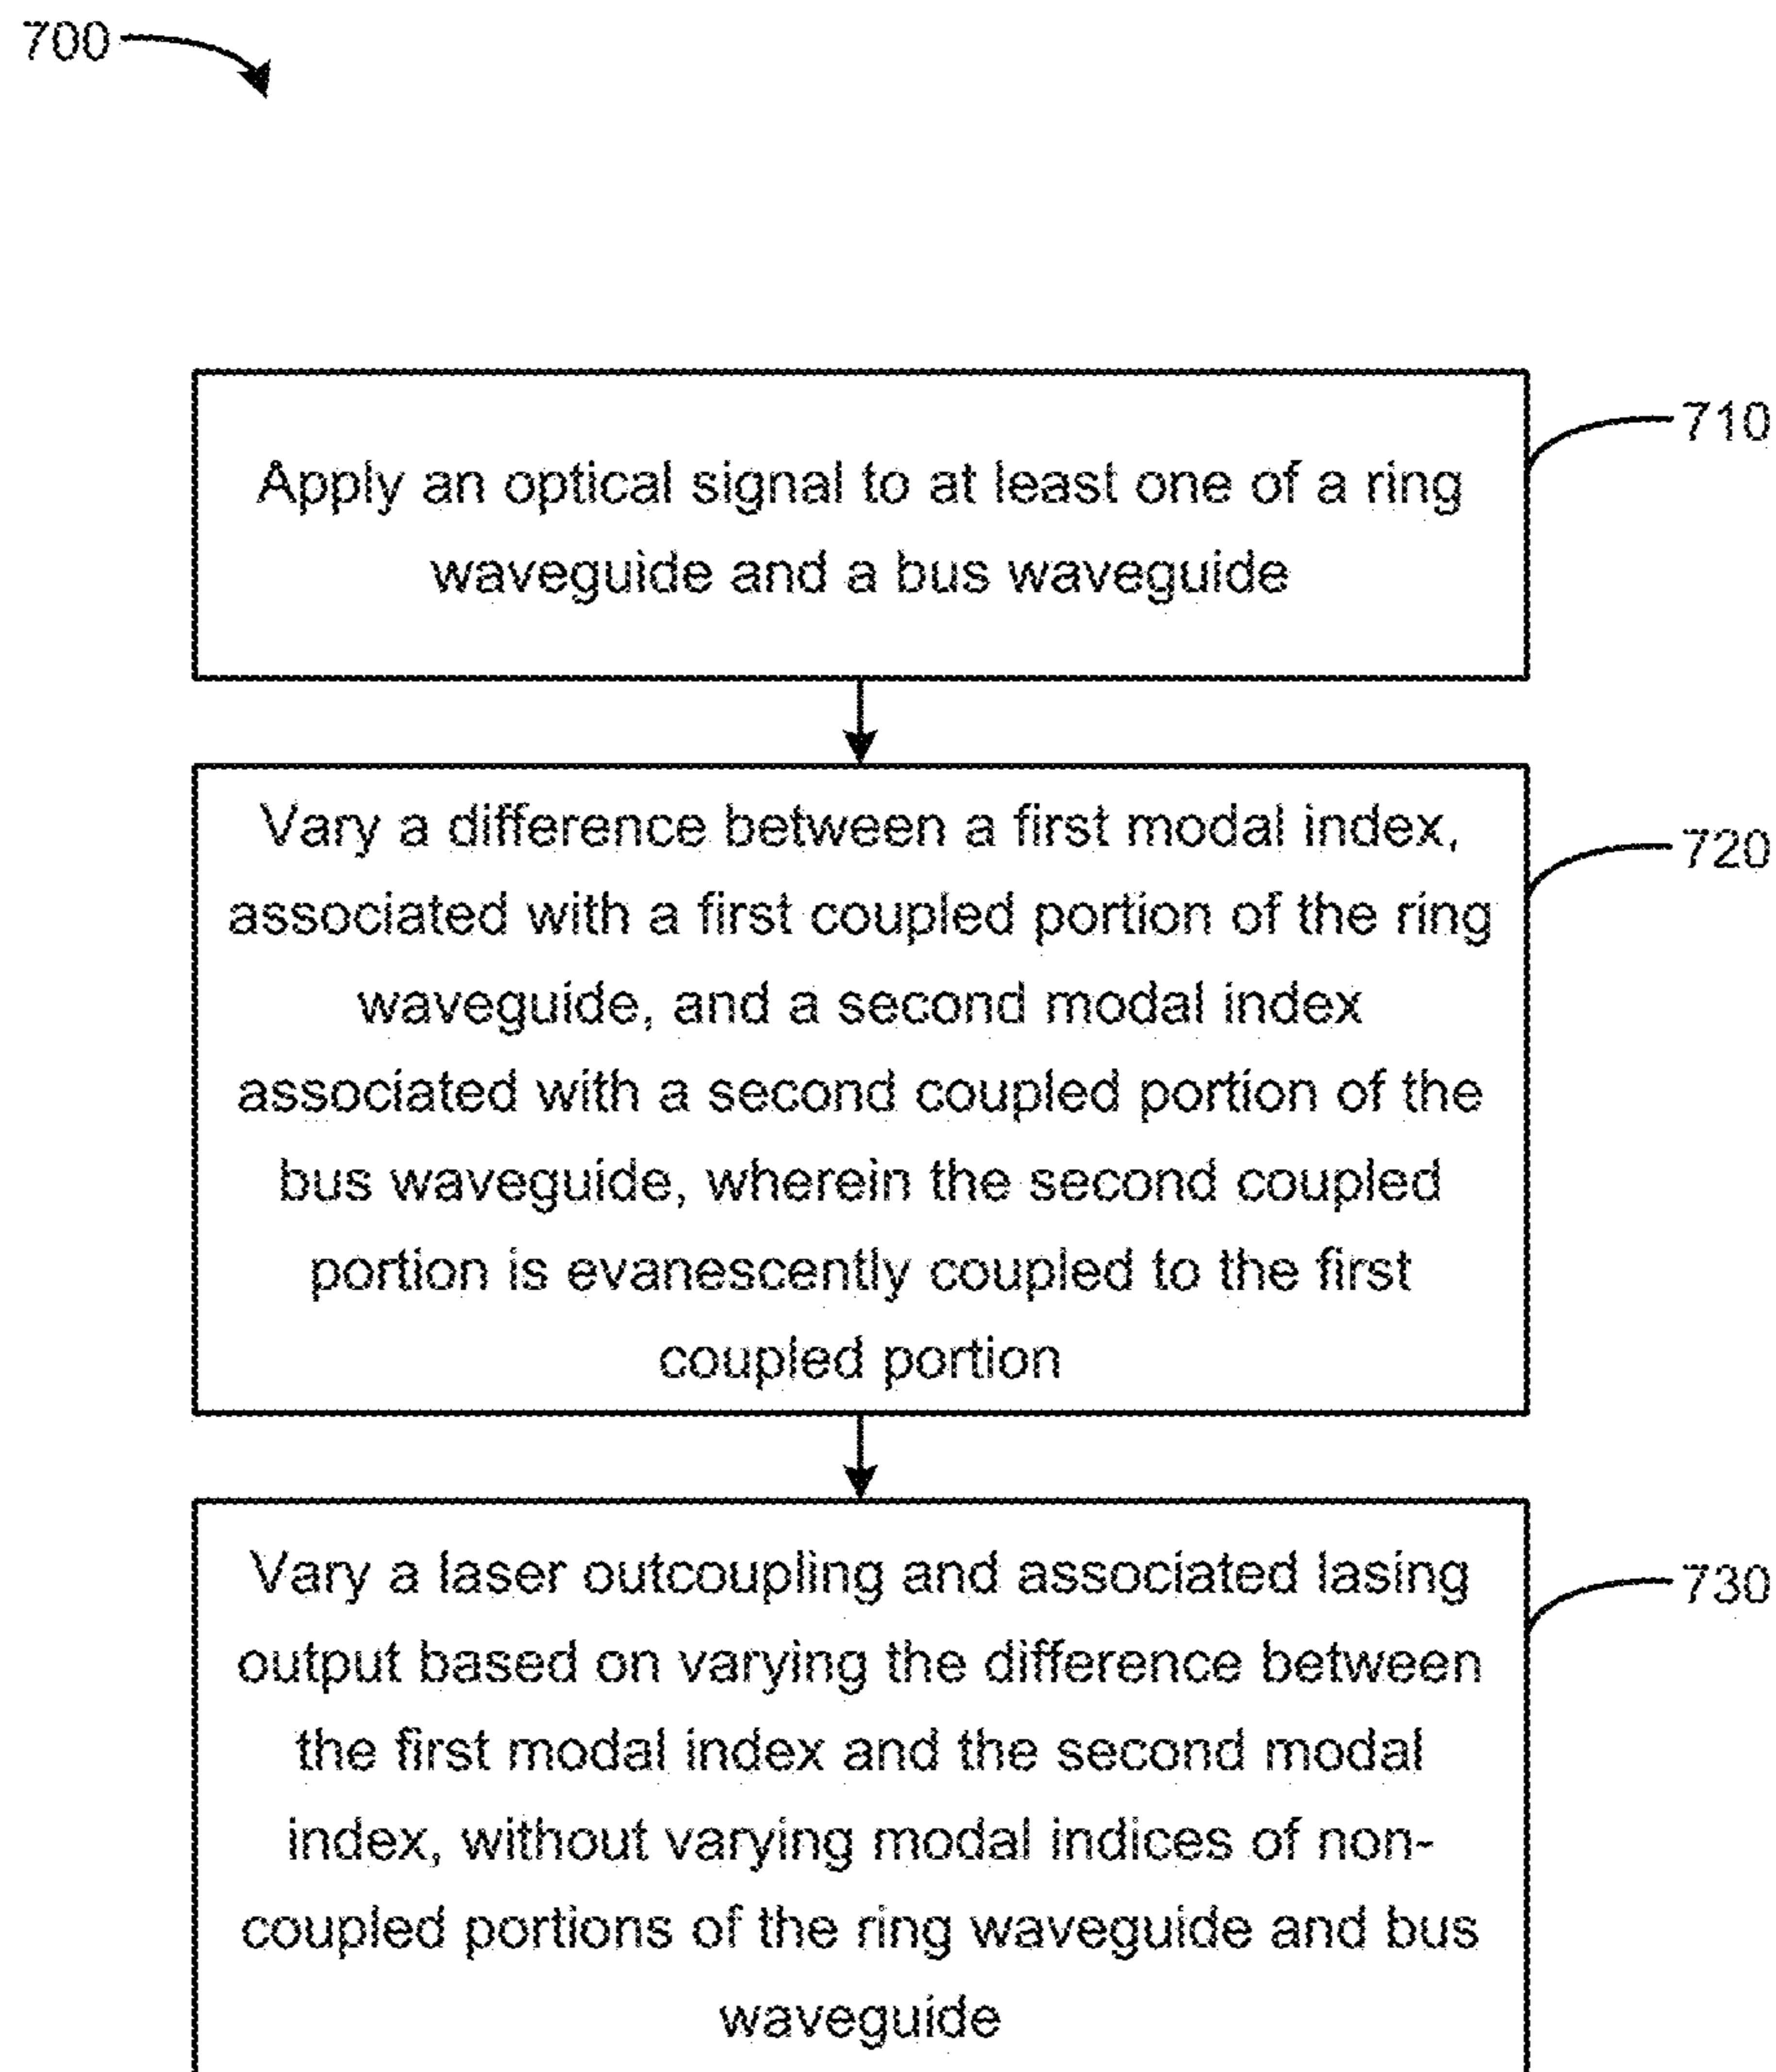 700
710
Apply an optical signal to at least one of a ring
waveguide and a bus waveguide
Vary a difference between a first modal index,
720
associated with a first coupled portion of the ring
waveguide, and a second modal index
associated with a second coupled portion of the
bus waveguide, wherein the second coupled
portion is evanescently coupled to the first
coupled portion
Vary a laser outcoupling and associated lasing
730
output based on varying the difference between
the first modal index and the second modal
index, without varying modal indices of non-
coupled portions of the ring waveguide and bus
waveguide